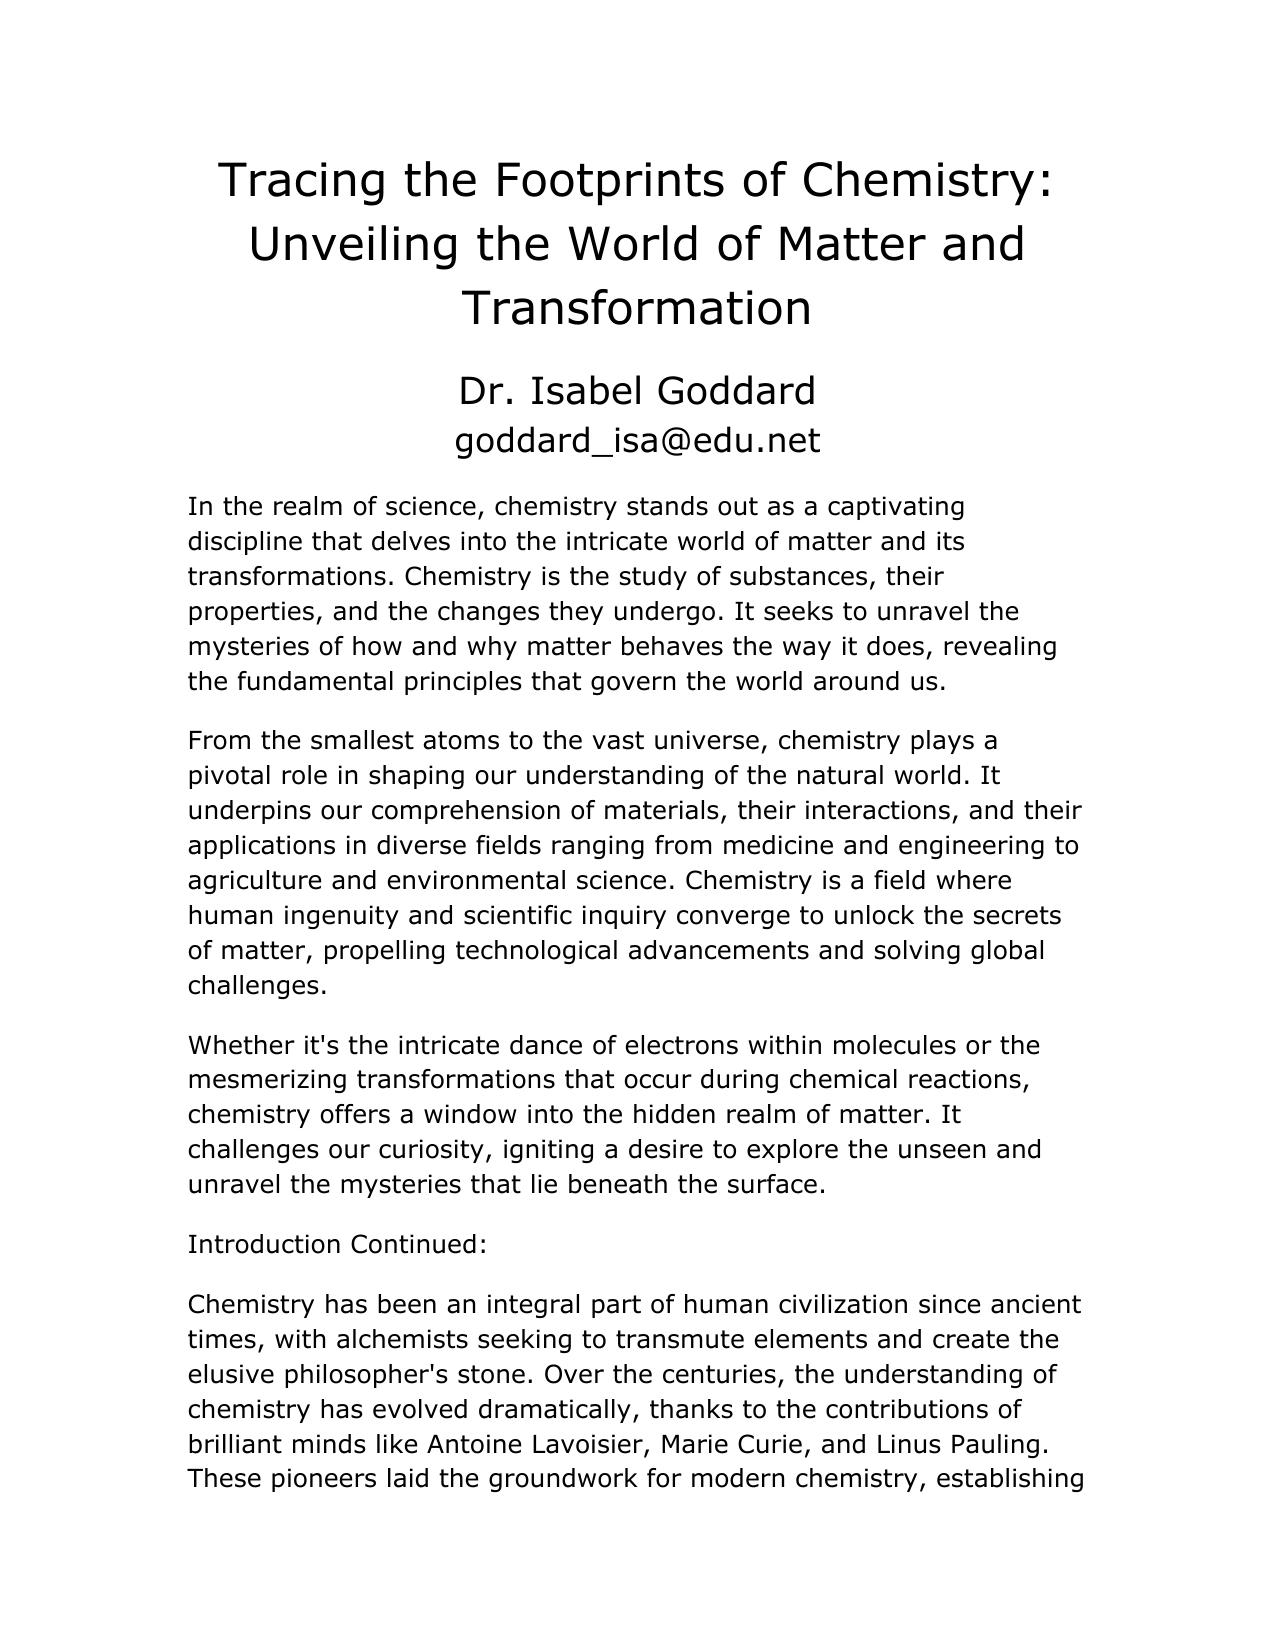 Tracing the Footprints of Chemistry:
Unveiling the World of Matter and
Transformation
Dr. Isabel Goddard
goddard_isa@edu.net
In the realm of science, chemistry stands out as a captivating
discipline that delves into the intricate world of matter and its
transformations. Chemistry is the study of substances, their
properties, and the changes they undergo. It seeks to unravel the
mysteries of how and why matter behaves the way it does, revealing
the fundamental principles that govern the world around us.
From the smallest atoms to the vast universe, chemistry plays a
pivotal role in shaping our understanding of the natural world. It
underpins our comprehension of materials, their interactions, and their
applications in diverse fields ranging from medicine and engineering to
agriculture and environmental science. Chemistry is a field where
human ingenuity and scientific inquiry converge to unlock the secrets
of matter, propelling technological advancements and solving global
challenges.
Whether it's the intricate dance of electrons within molecules or the
mesmerizing transformations that occur during chemical reactions,
chemistry offers a window into the hidden realm of matter. It
challenges our curiosity, igniting a desire to explore the unseen and
unravel the mysteries that lie beneath the surface.
Introduction Continued:
Chemistry has been an integral part of human civilization since ancient
times, with alchemists seeking to transmute elements and create the
elusive philosopher's stone. Over the centuries, the understanding of
chemistry has evolved dramatically, thanks to the contributions of
brilliant minds like Antoine Lavoisier, Marie Curie, and Linus Pauling.
These pioneers laid the groundwork for modern chemistry, establishing